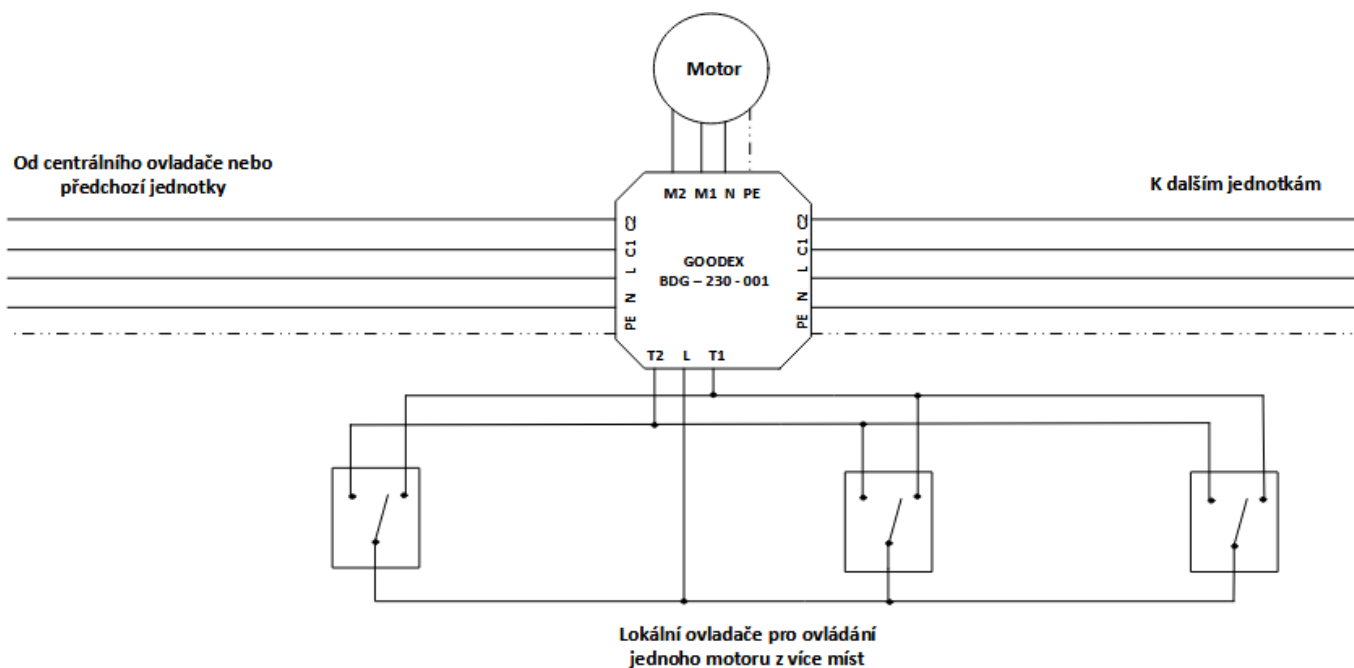 Motor
Od centrálního ovladače nebo
předchozí jednotky
K dalším jednotkám
M2 M1 N PE
C2
C1
L
N
PE
GOODEX
BDG – 230 - 001
C2
C1
L
N
PE
T2 L T1
Lokální ovladače pro ovládání
jednoho motoru z více míst